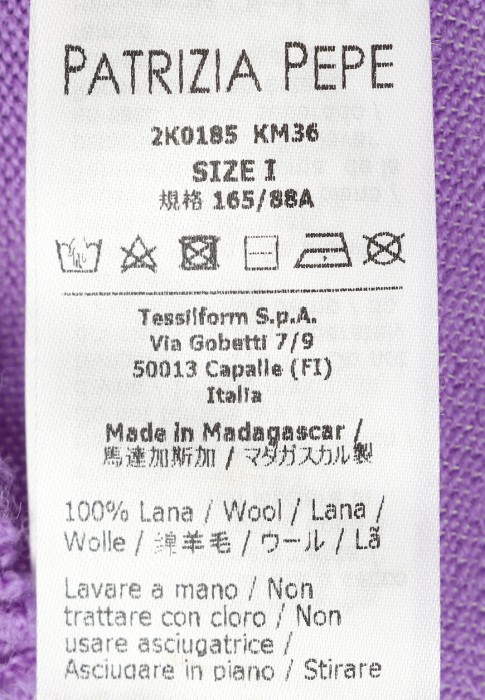 PATRIZIA PEPE
2K0185 KM36
SIZE I
規格 165/88A
Tessilform S.p.A.
Via Gobetti 7/9
50013 Capalle (FI)
Italia
Made in Madagascar /
馬達加斯加 / マダガスカル製
100% Lana / Wool / Lana /
Wolle / 綿羊毛 / ウール / Lã
Lavare a mano / Non
trattare con cloro / Non
usare asciugatrice /
Asciugare in piano / Stirare